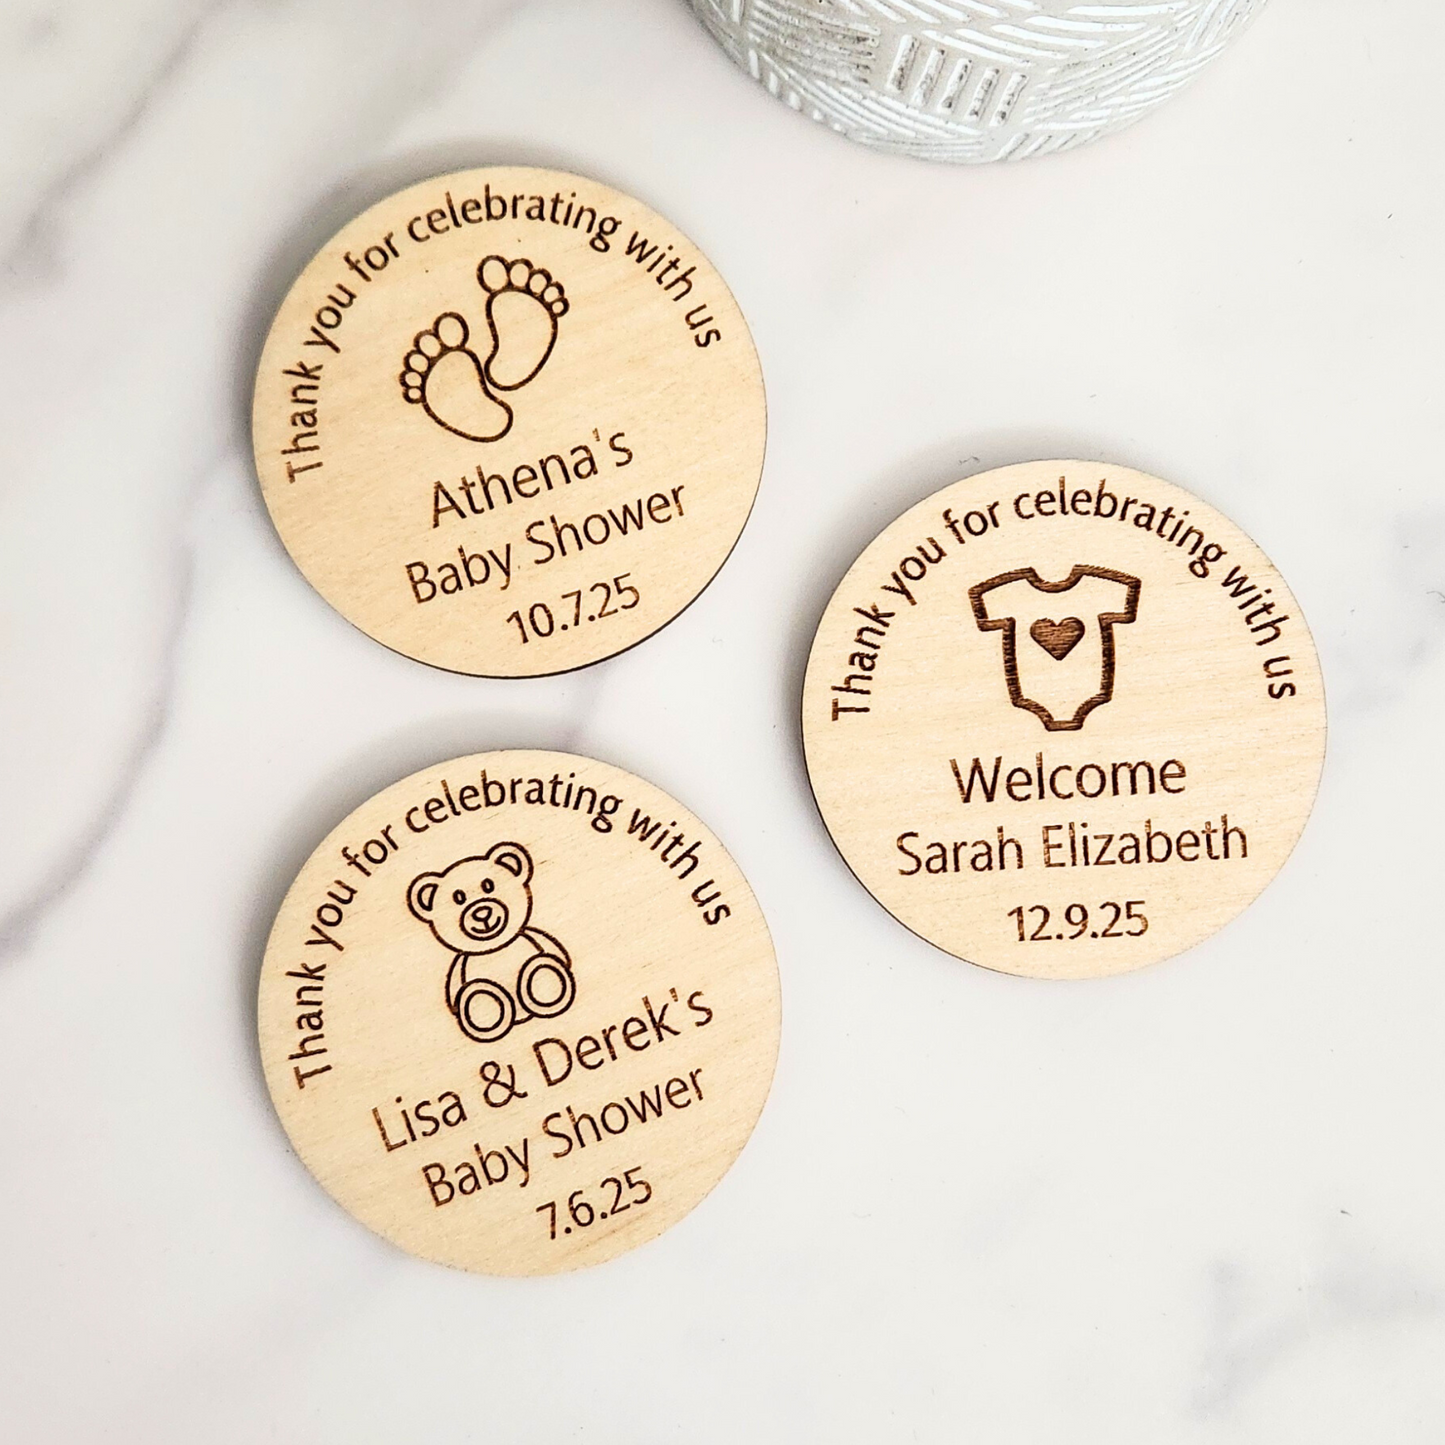 Thank you for celebrating with us
Athena's
Baby Shower
10.7.25
Thank you for celebrating with us
Welcome
Sarah Elizabeth
12.9.25
Thank you for celebrating with us
Lisa & Derek's
Baby Shower
7.6.25